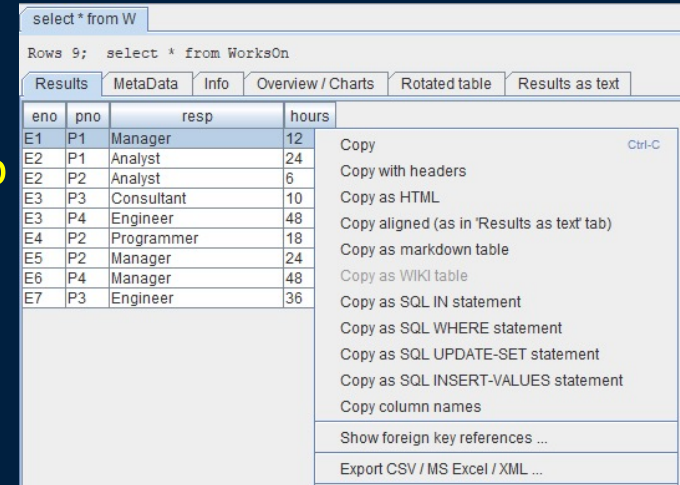 select * from W
Rows 9; select * from WorksOn
Results MetaData Info Overview / Charts Rotated table Results as text
eno pno resp hours
E1 P1 Manager 12
E2 P1 Analyst 24
E2 P2 Analyst 6
E3 P3 Consultant 10
E3 P4 Engineer 48
E4 P2 Programmer 18
E5 P2 Manager 24
E6 P4 Manager 48
E7 P3 Engineer 36
Copy Ctrl-C
Copy with headers
Copy as HTML
Copy aligned (as in 'Results as text' tab)
Copy as markdown table
Copy as WIKI table
Copy as SQL IN statement
Copy as SQL WHERE statement
Copy as SQL UPDATE-SET statement
Copy as SQL INSERT-VALUES statement
Copy column names
Show foreign key references ...
Export CSV / MS Excel / XML ...